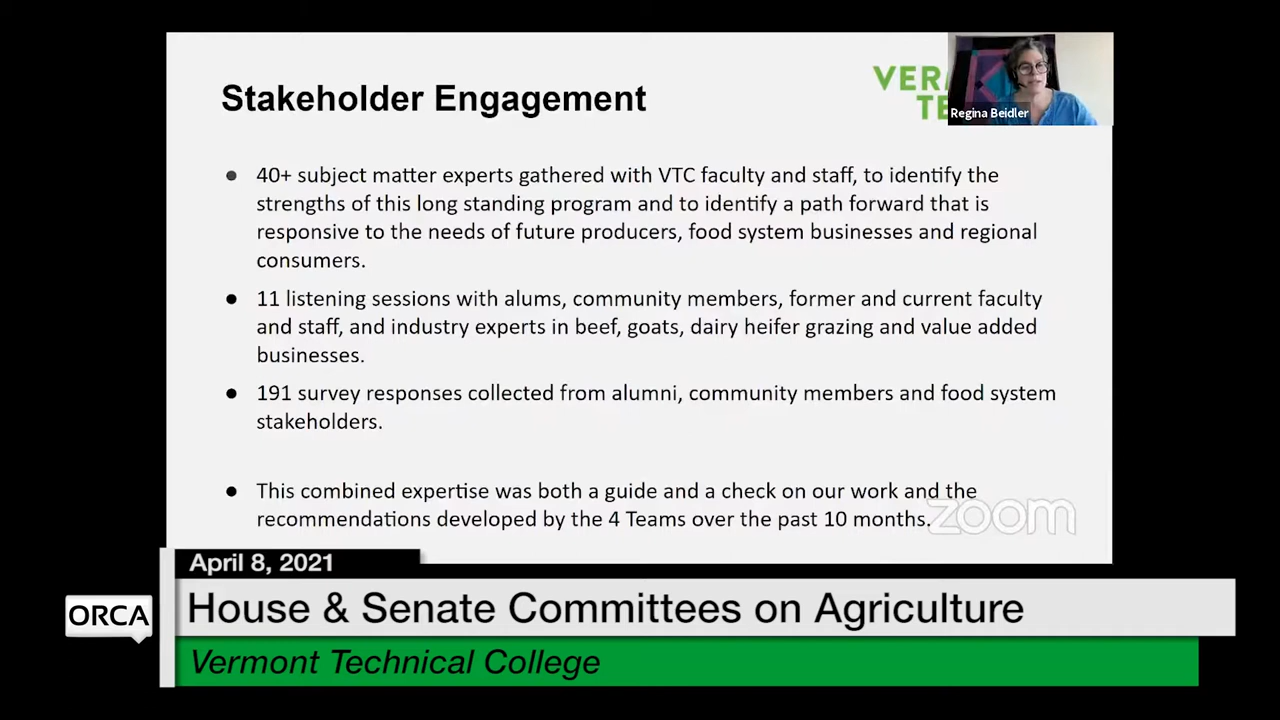 Stakeholder Engagement
Regina Beidler
● 40+ subject matter experts gathered with VTC faculty and staff, to identify the
strengths of this long standing program and to identify a path forward that is
responsive to the needs of future producers, food system businesses and regional
consumers.
● 11 listening sessions with alums, community members, former and current faculty
and staff, and industry experts in beef, goats, dairy heifer grazing and value added
businesses.
● 191 survey responses collected from alumni, community members and food system
stakeholders.
● This combined expertise was both a guide and a check on our work and the
recommendations developed by the 4 Teams over the past 10 months.
zoom
April 8, 2021
ORCA
House & Senate Committees on Agriculture
Vermont Technical College